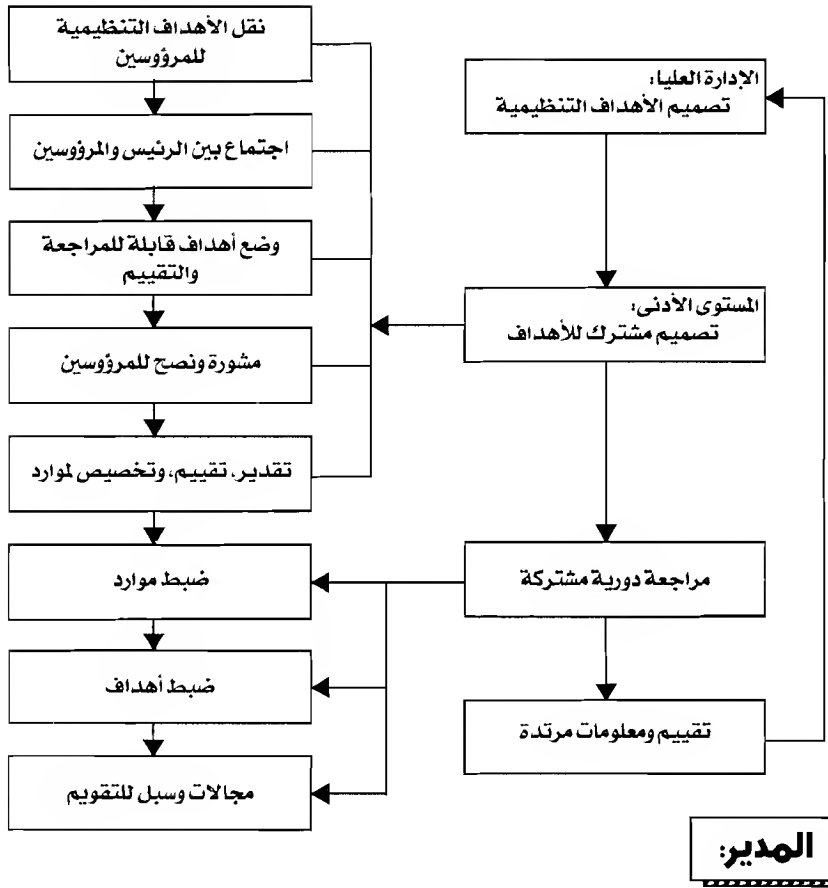 الإدارة العليا:
تصميم الأهداف التنظيمية
المستوى الأدنى:
تصميم مشترك للأهداف
مراجعة دورية مشتركة
تقييم ومعلومات مرتدة
نقل الأهداف التنظيمية
للمرؤوسين
اجتماع بين الرئيس والمرؤوسين
وضع أهداف قابلة للمراجعة
والتقييم
مشورة ونصح للمرؤوسين
تقدير، تقييم، وتخصيص لموارد
ضبط موارد
ضبط أهداف
مجالات وسبل للتقويم
المدير: